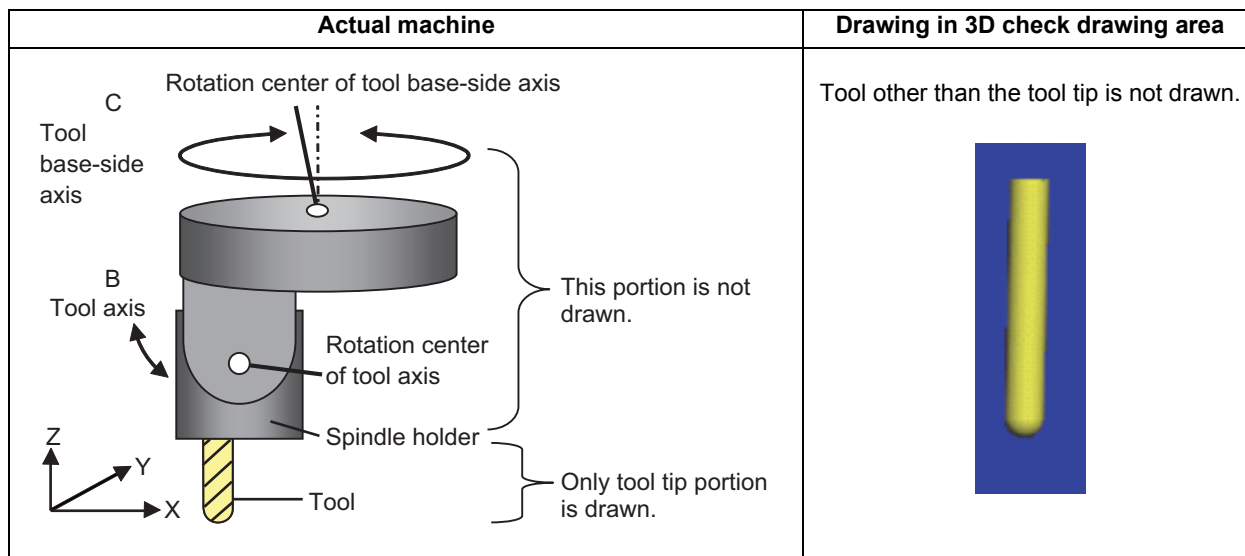 Actual machine
Drawing in 3D check drawing area
Rotation center of tool base-side axis
C
Tool
base-side
axis
B
Tool axis
This portion is not
drawn.
Rotation center
of tool axis
Spindle holder
Z
Y
X
Tool
Only tool tip portion
is drawn.
Tool other than the tool tip is not drawn.